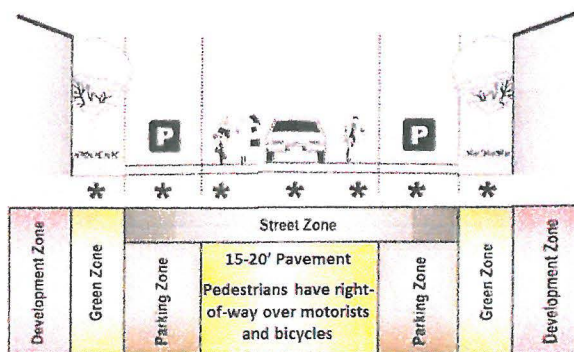 P
P
* * * * * * *
Street Zone
Development Zone
Green Zone
Parking Zone
15-20' Pavement
Pedestrians have right-
of-way over motorists
and bicycles
Parking Zone
Green Zone
Development Zone